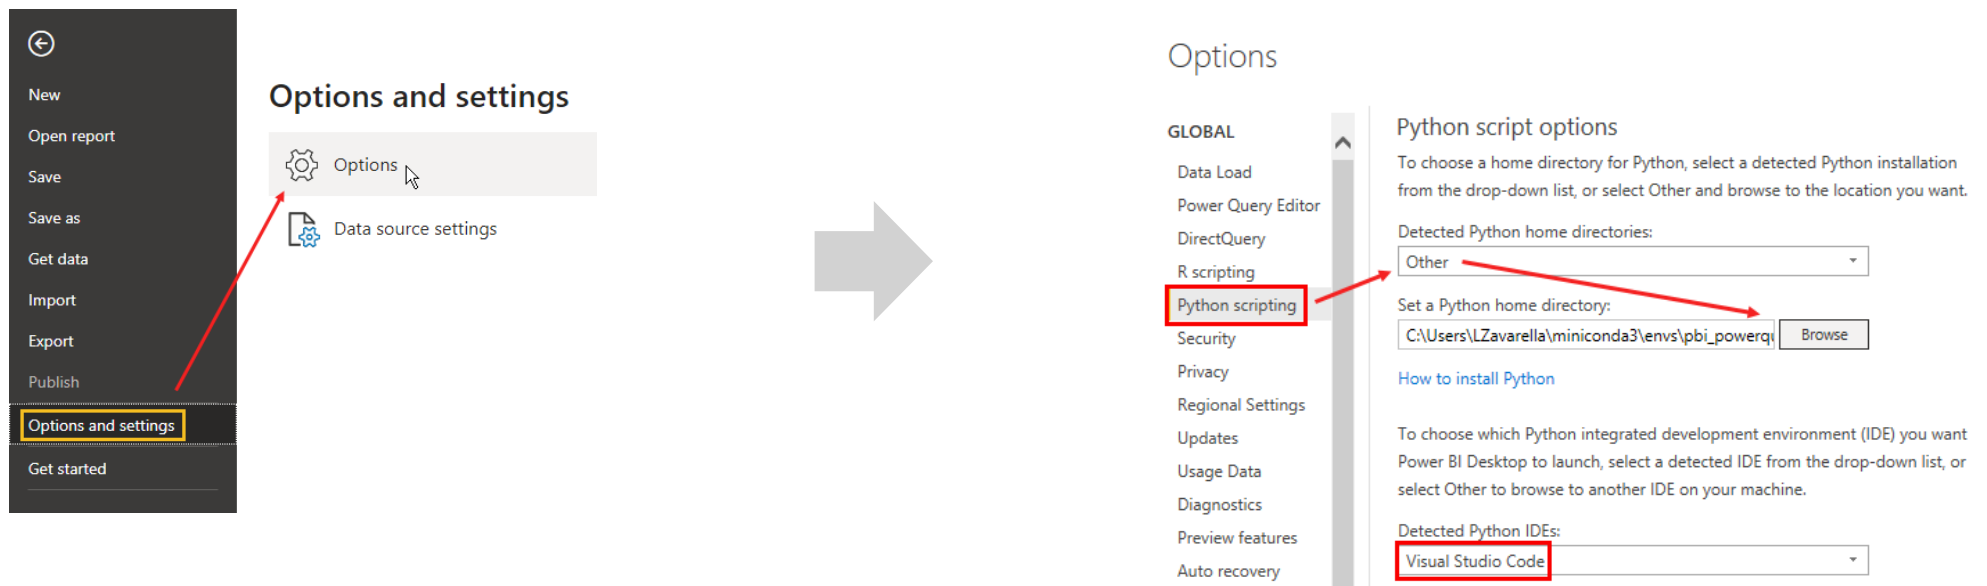 New
Open report
Save
Save as
Get data
Import
Export
Publish
Options and settings
Get started
Options and settings
Options
Data source settings
Options
GLOBAL
Data Load
Power Query Editor
DirectQuery
R scripting
Python scripting
Security
Privacy
Regional Settings
Updates
Usage Data
Diagnostics
Preview features
Auto recovery
Python script options
To choose a home directory for Python, select a detected Python installation
from the drop-down list, or select Other and browse to the location you want.
Detected Python home directories:
Other
Set a Python home directory:
C:\Users\LZavarella\miniconda3\envs\pbi_powerqu
Browse
How to install Python
To choose which Python integrated development environment (IDE) you want
Power BI Desktop to launch, select a detected IDE from the drop-down list, or
select Other to browse to another IDE on your machine.
Detected Python IDEs:
Visual Studio Code